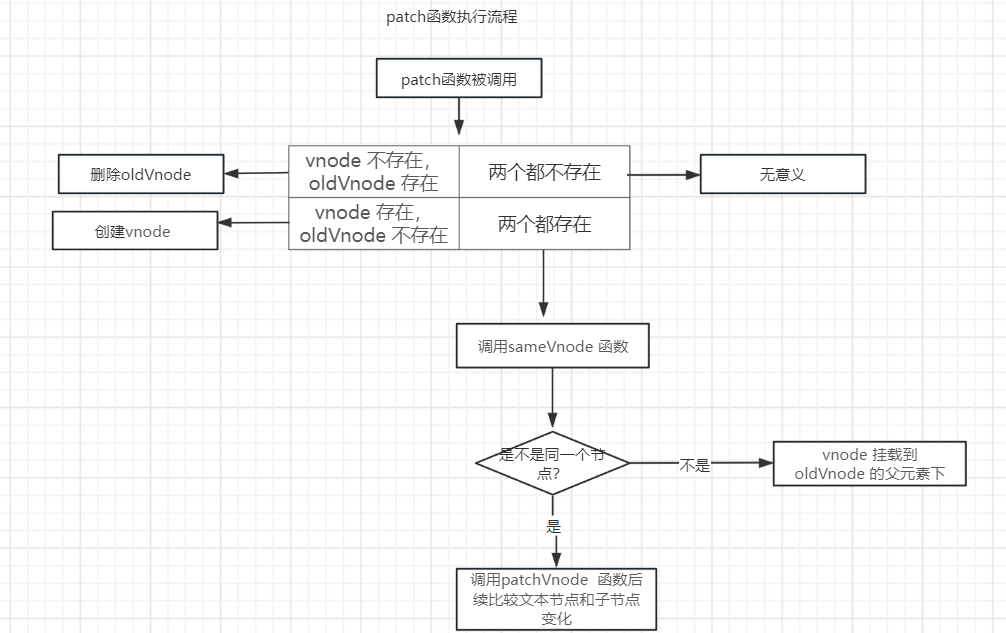 patch函数执行流程
patch函数被调用
删除oldVnode
vnode 不存在，
oldVnode 存在
两个都不存在
无意义
创建vnode
vnode 存在，
oldVnode 不存在
两个都存在
调用sameVnode 函数
是不是同一个节
点？
不是
vnode 挂载到
oldVnode 的父元素下
是
调用patchVnode 函数后
续比较文本节点和子节点
变化